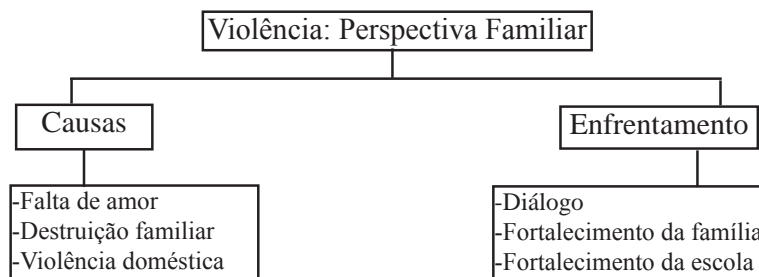 Violência: Perspectiva Familiar
Causas
Enfrentamento
-Falta de amor
-Destruição familiar
-Violência doméstica
-Diálogo
-Fortalecimento da família
-Fortalecimento da escola